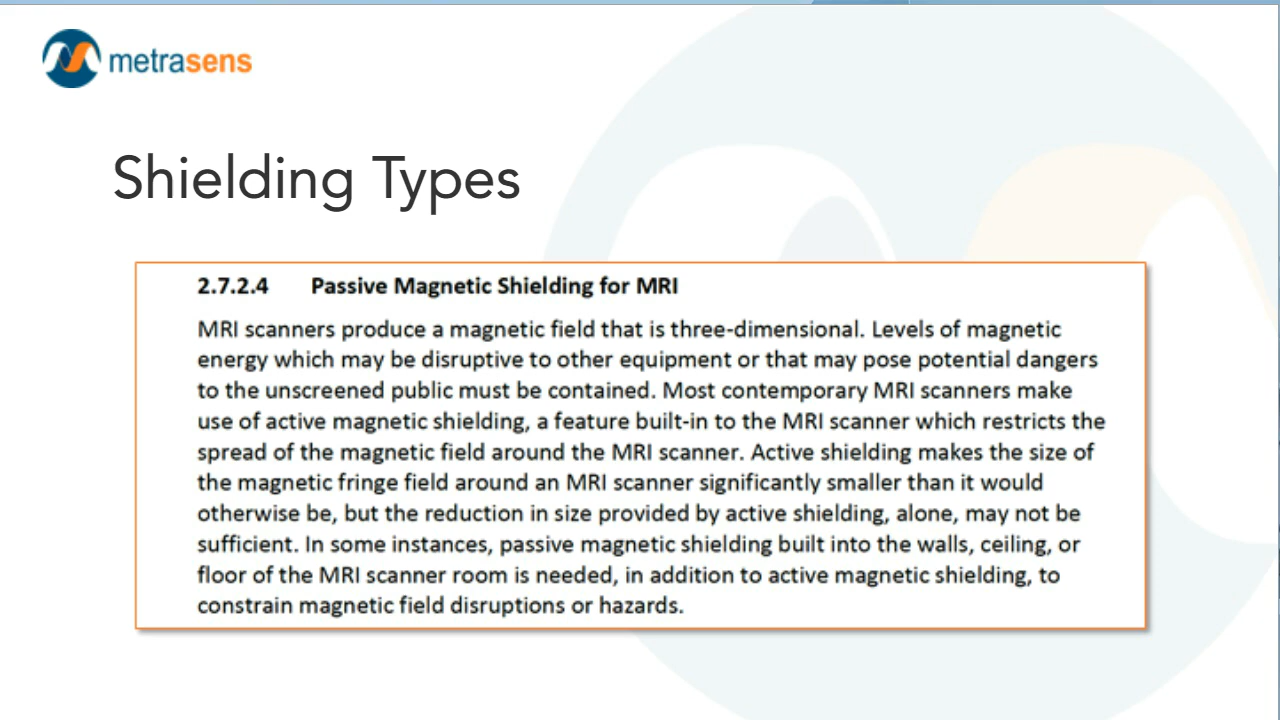 metrasens
Shielding Types
2.7.2.4 Passive Magnetic Shielding for MRI
MRI scanners produce a magnetic field that is three-dimensional. Levels of magnetic
energy which may be disruptive to other equipment or that may pose potential dangers
to the unscreened public must be contained. Most contemporary MRI scanners make
use of active magnetic shielding, a feature built-in to the MRI scanner which restricts the
spread of the magnetic field around the MRI scanner. Active shielding makes the size of
the magnetic fringe field around an MRI scanner significantly smaller than it would
otherwise be, but the reduction in size provided by active shielding, alone, may not be
sufficient. In some instances, passive magnetic shielding built into the walls, ceiling, or
floor of the MRI scanner room is needed, in addition to active magnetic shielding, to
constrain magnetic field disruptions or hazards.